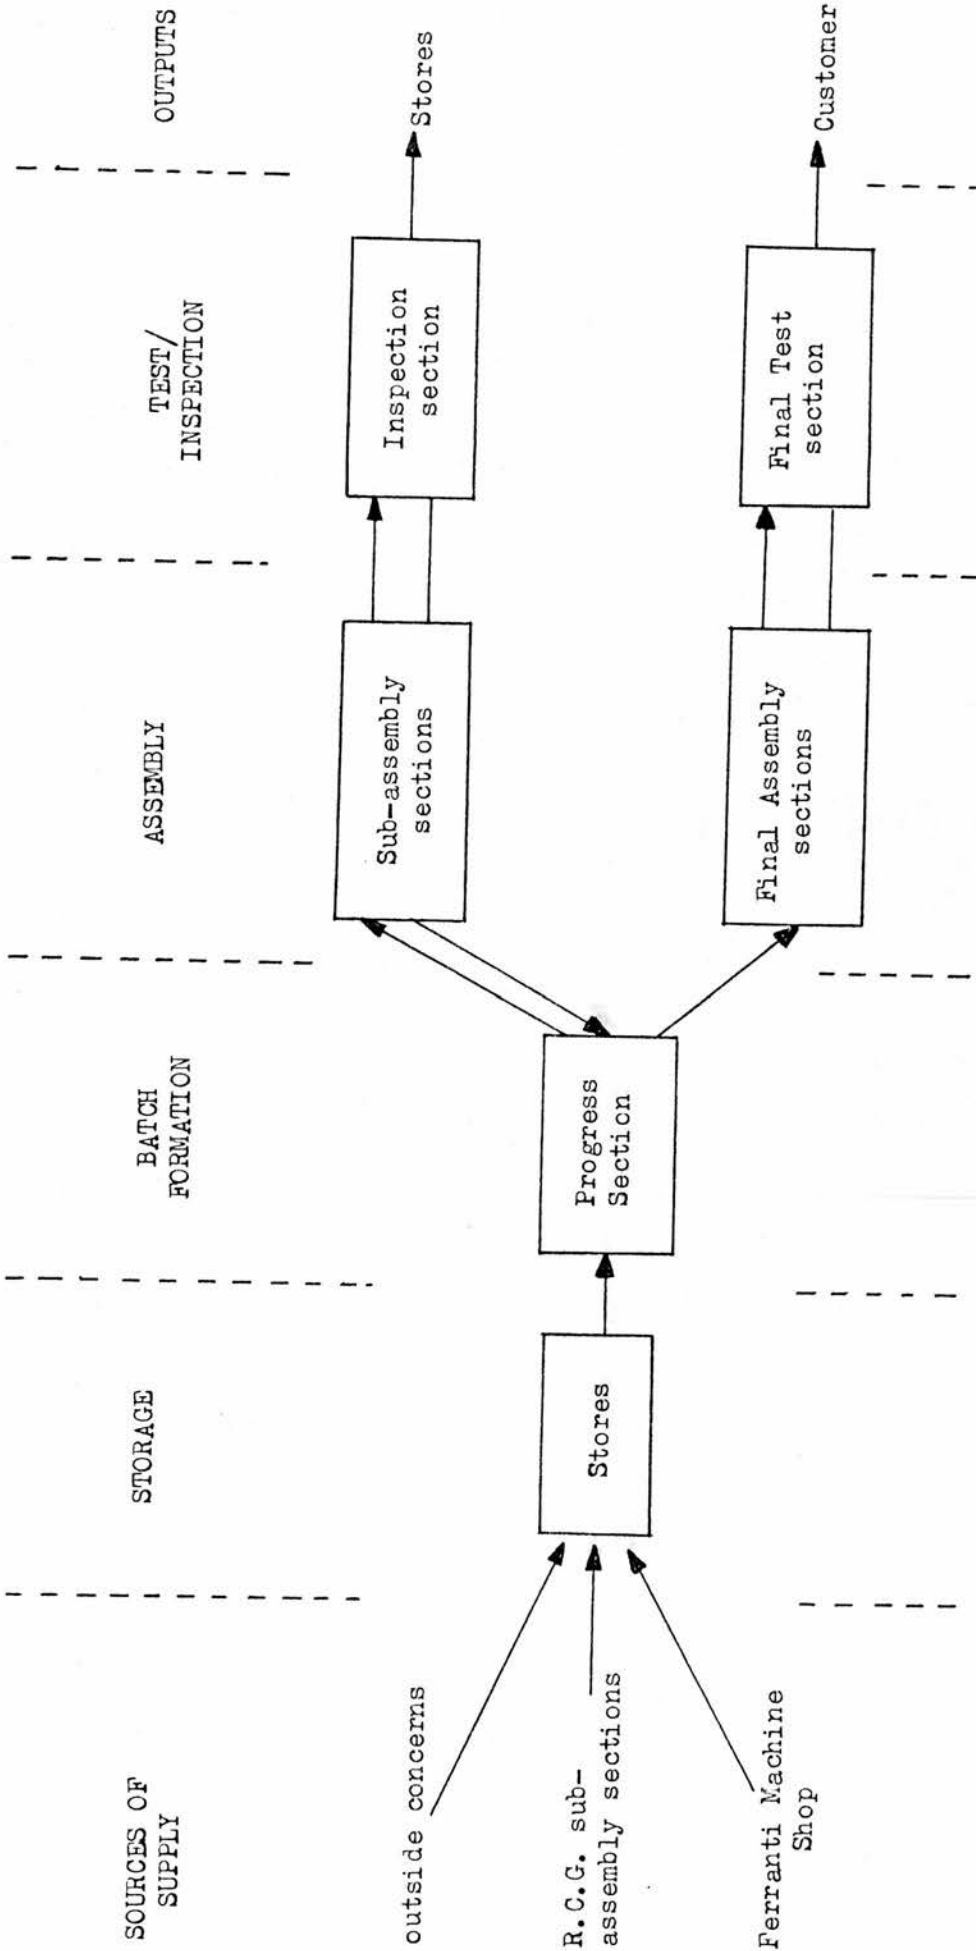 SOURCES OF
SUPPLY
STORAGE
BATCH
FORMATION
ASSEMBLY
TEST/
INSPECTION
OUTPUTS
outside concerns
R.C.G. sub-
assembly sections
Ferranti Machine
Shop
Stores
Progress
Section
Sub-assembly
sections
Inspection
section
Stores
Final Assembly
sections
Final Test
section
Customer